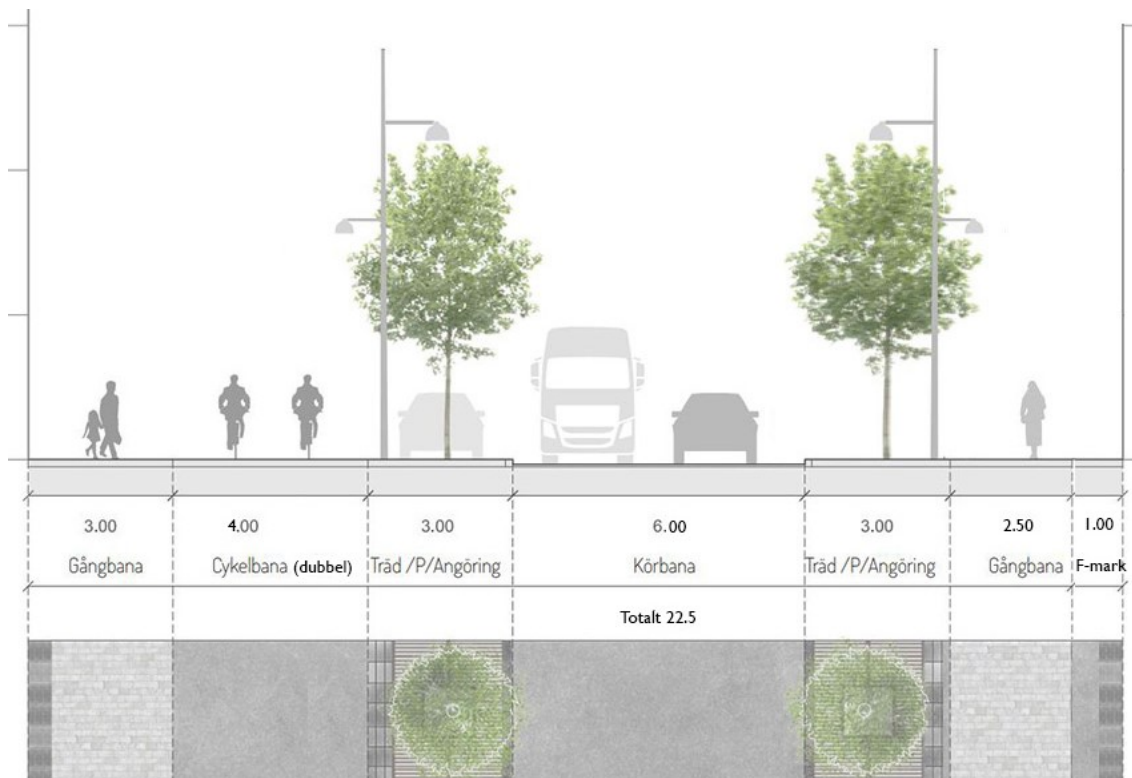 3.00 4.00 3.00 6.00 3.00 2.50 1.00
Gångbana Cykelbana (dubbel) Träd /P/Angöring Körbana Träd /P/Angöring Gångbana F-mark
Totalt 22.5